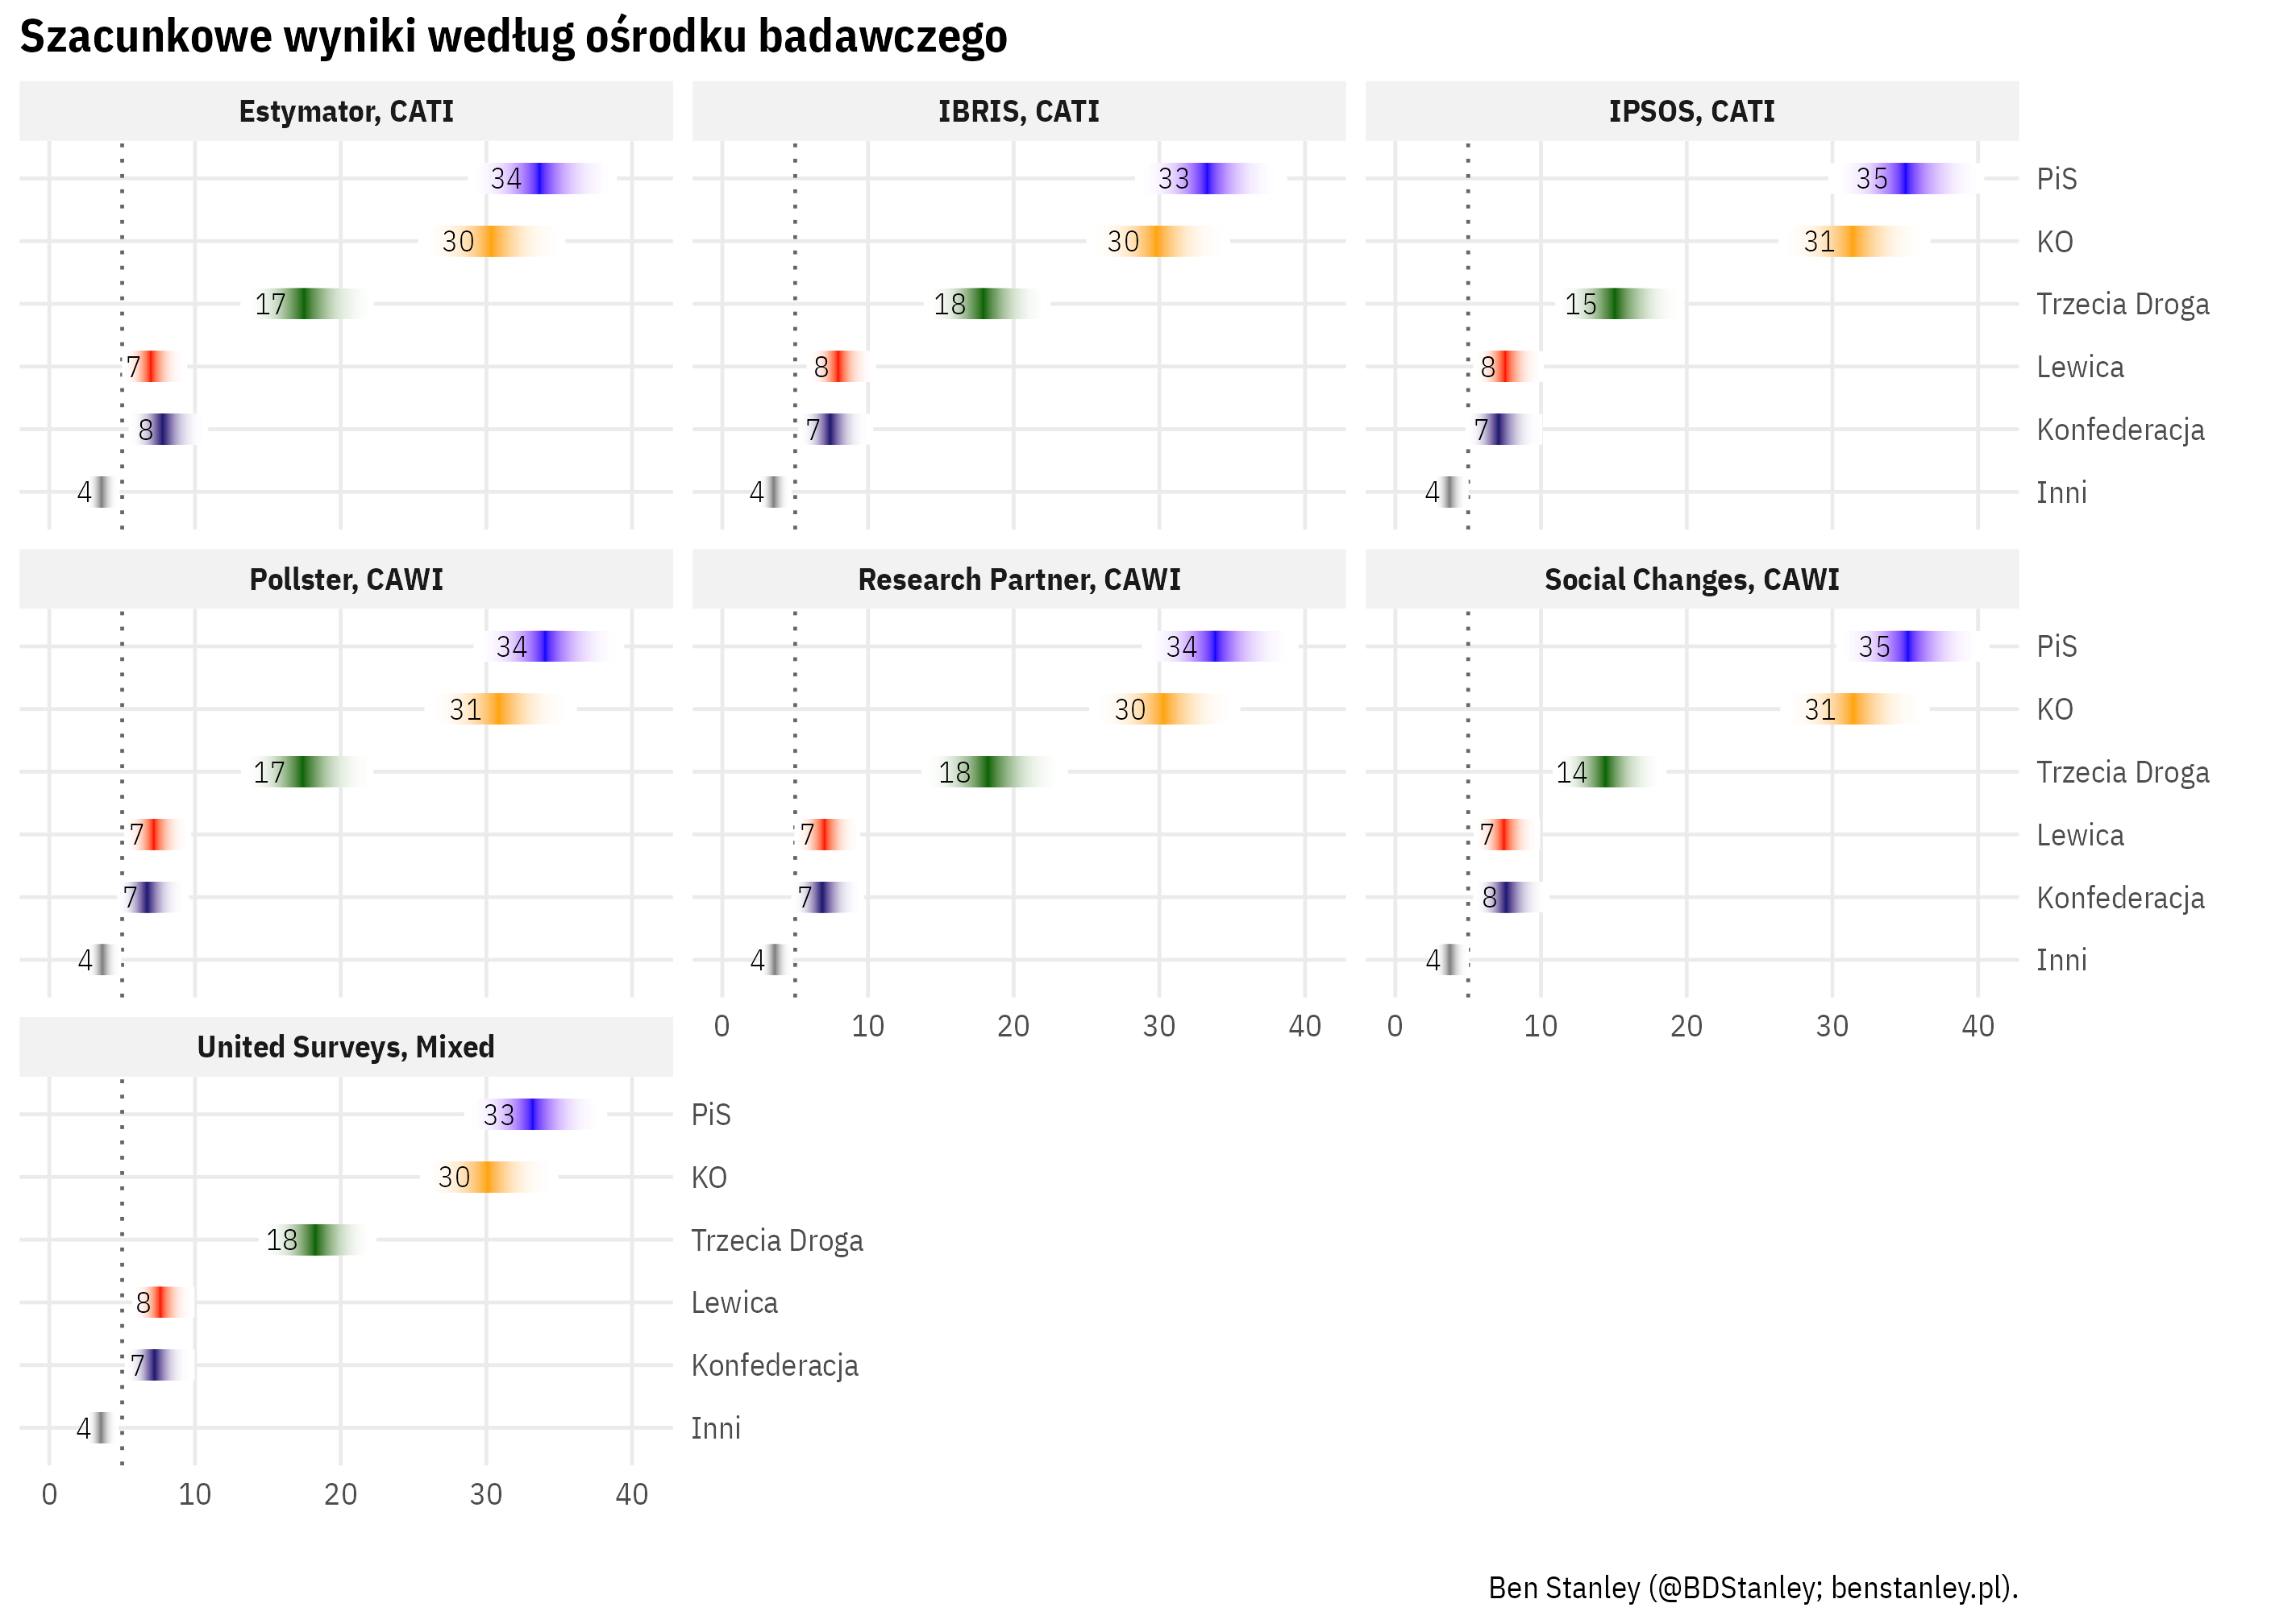 Szacunkowe wyniki według ośrodku badawczego
Estymator, CATI
34
30
17
7
8
4
IBRIS, CATI
33
30
18
8
7
4
IPSOS, CATI
35 PiS
31 KO
15 Trzecia Droga
8 Lewica
7 Konfederacja
4 Inni
Pollster, CAWI
34
31
17
7
7
4
Research Partner, CAWI
34
30
18
7
7
4
0 10 20 30 40
Social Changes, CAWI
35 PiS
31 KO
14 Trzecia Droga
7 Lewica
8 Konfederacja
4 Inni
0 10 20 30 40
United Surveys, Mixed
33 PiS
30 KO
18 Trzecia Droga
8 Lewica
7 Konfederacja
4 Inni
0 10 20 30 40
Ben Stanley (@BDStanley; benstanley.pl).